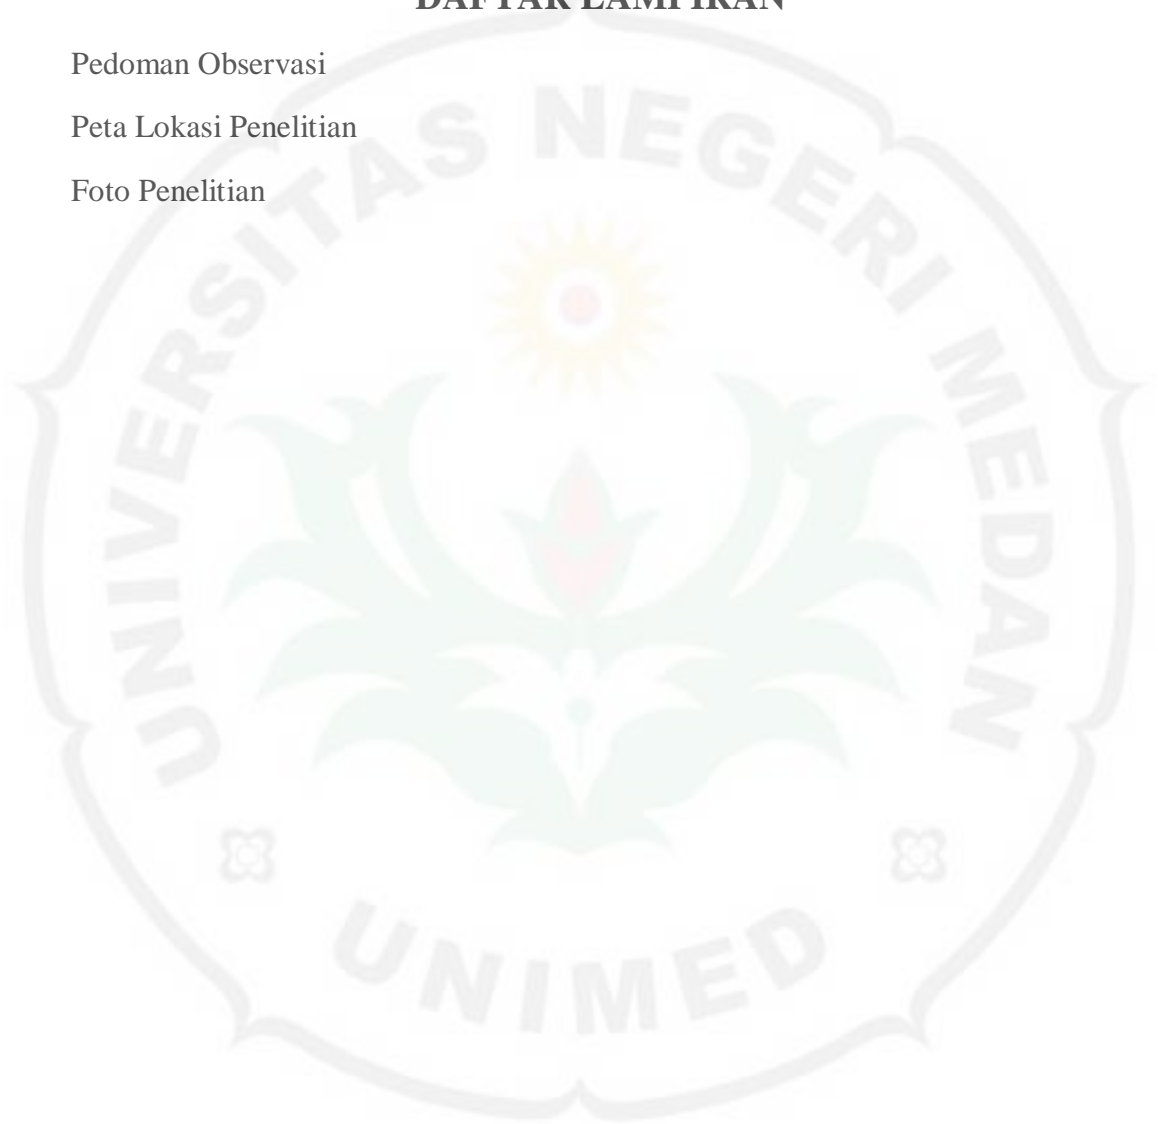 DAFTAR LAMPIRAN
Pedoman Observasi
Peta Lokasi Penelitian
Foto Penelitian
UNIVERSITAS NEGERI MEDAN
UNIMED